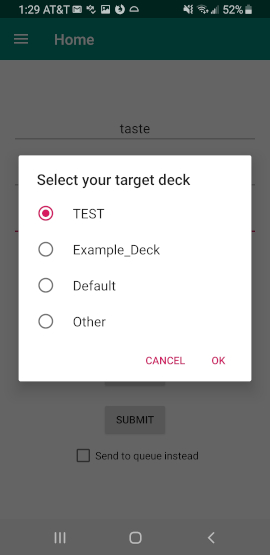 1:29 AT&T 52%
Home
taste
Select your target deck
TEST
Example_Deck
Default
Other
CANCEL OK
SUBMIT
Send to queue instead